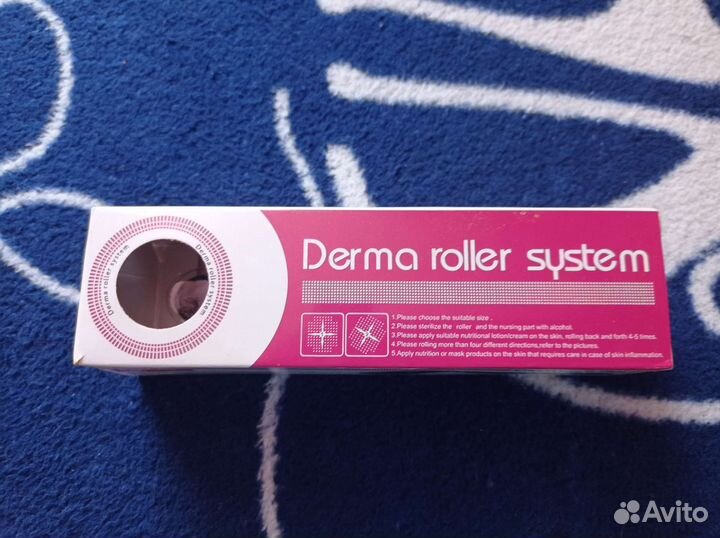 Derma roller system
Derma roller system
Derma roller system
1.Please choose the suitable size .
2.Please sterilize the roller and the nursing part with alcohol.
3.Please apply suitable nutritional lotion/cream on the skin, rolling back and forth 4-5 times.
4.Please rolling more than four different directions,refer to the pictures.
5.Apply nutrition or mask products on the skin that requires care in case of skin inflammation.
Avito